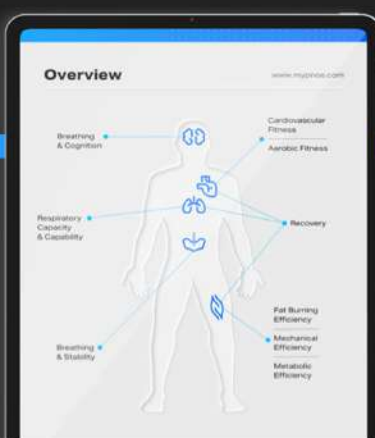 Overview
www.mypnoe.com
Breathing
& Cognition
Cardiovascular
Fitness
Aerobic Fitness
Respiratory
Capacity
& Capability
Recovery
Breathing
& Stability
Fat Burning
Efficiency
Mechanical
Efficiency
Metabolic
Efficiency